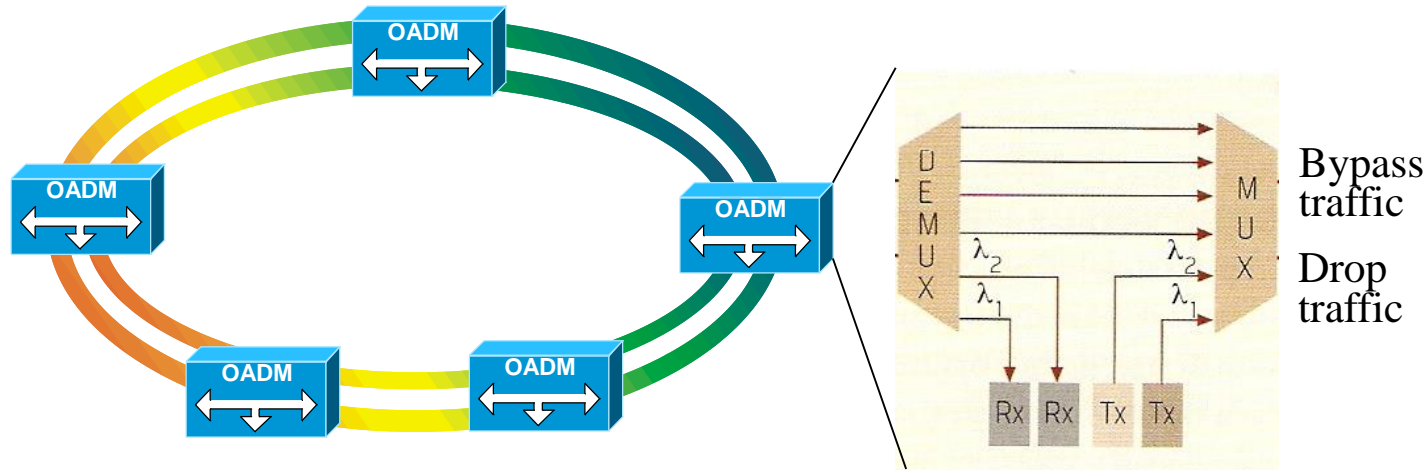 OADM
OADM
OADM
OADM
OADM
DEMUX
MUX
λ2
λ1
λ2
λ1
Rx
Rx
Tx
Tx
Bypass
traffic
Drop
traffic